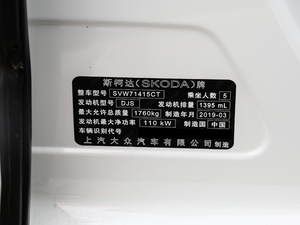 斯柯达(SKODA)牌
整车型号 SVW71415CT 乘坐人数 5
发动机型号 DJS 发动机排量 1395 mL
最大允许总质量 1760kg 制造年月 2019-03
发动机最大净功率 110 kW 制造国 中国
车辆识别代号
上汽大众汽车有限公司制造